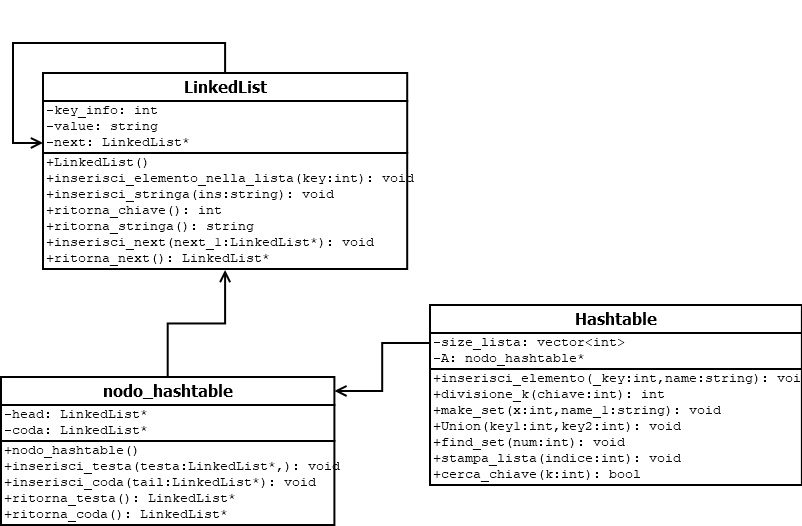 LinkedList
-key_info: int
-value: string
-next: LinkedList*
+LinkedList()
+inserisci_elemento_nella_lista(key:int): void
+inserisci_stringa(ins:string): void
+ritorna_chiave(): int
+ritorna_stringa(): string
+inserisci_next(next_l:LinkedList*): void
+ritorna_next(): LinkedList*
Hashtable
-size_lista: vector<int>
-A: nodo_hashtable*
+inserisci_elemento(_key:int,name:string): voi
+divisione_k(chiave:int): int
+make_set(x:int,name_l:string): void
+Union(key1:int,key2:int): void
+find_set(num:int): void
+stampa_lista(indice:int): void
+cerca_chiave(k:int): bool
nodo_hashtable
-head: LinkedList*
-coda: LinkedList*
+nodo_hashtable()
+inserisci_testa(testa:LinkedList*,): void
+inserisci_coda(tail:LinkedList*): void
+ritorna_testa(): LinkedList*
+ritorna_coda(): LinkedList*